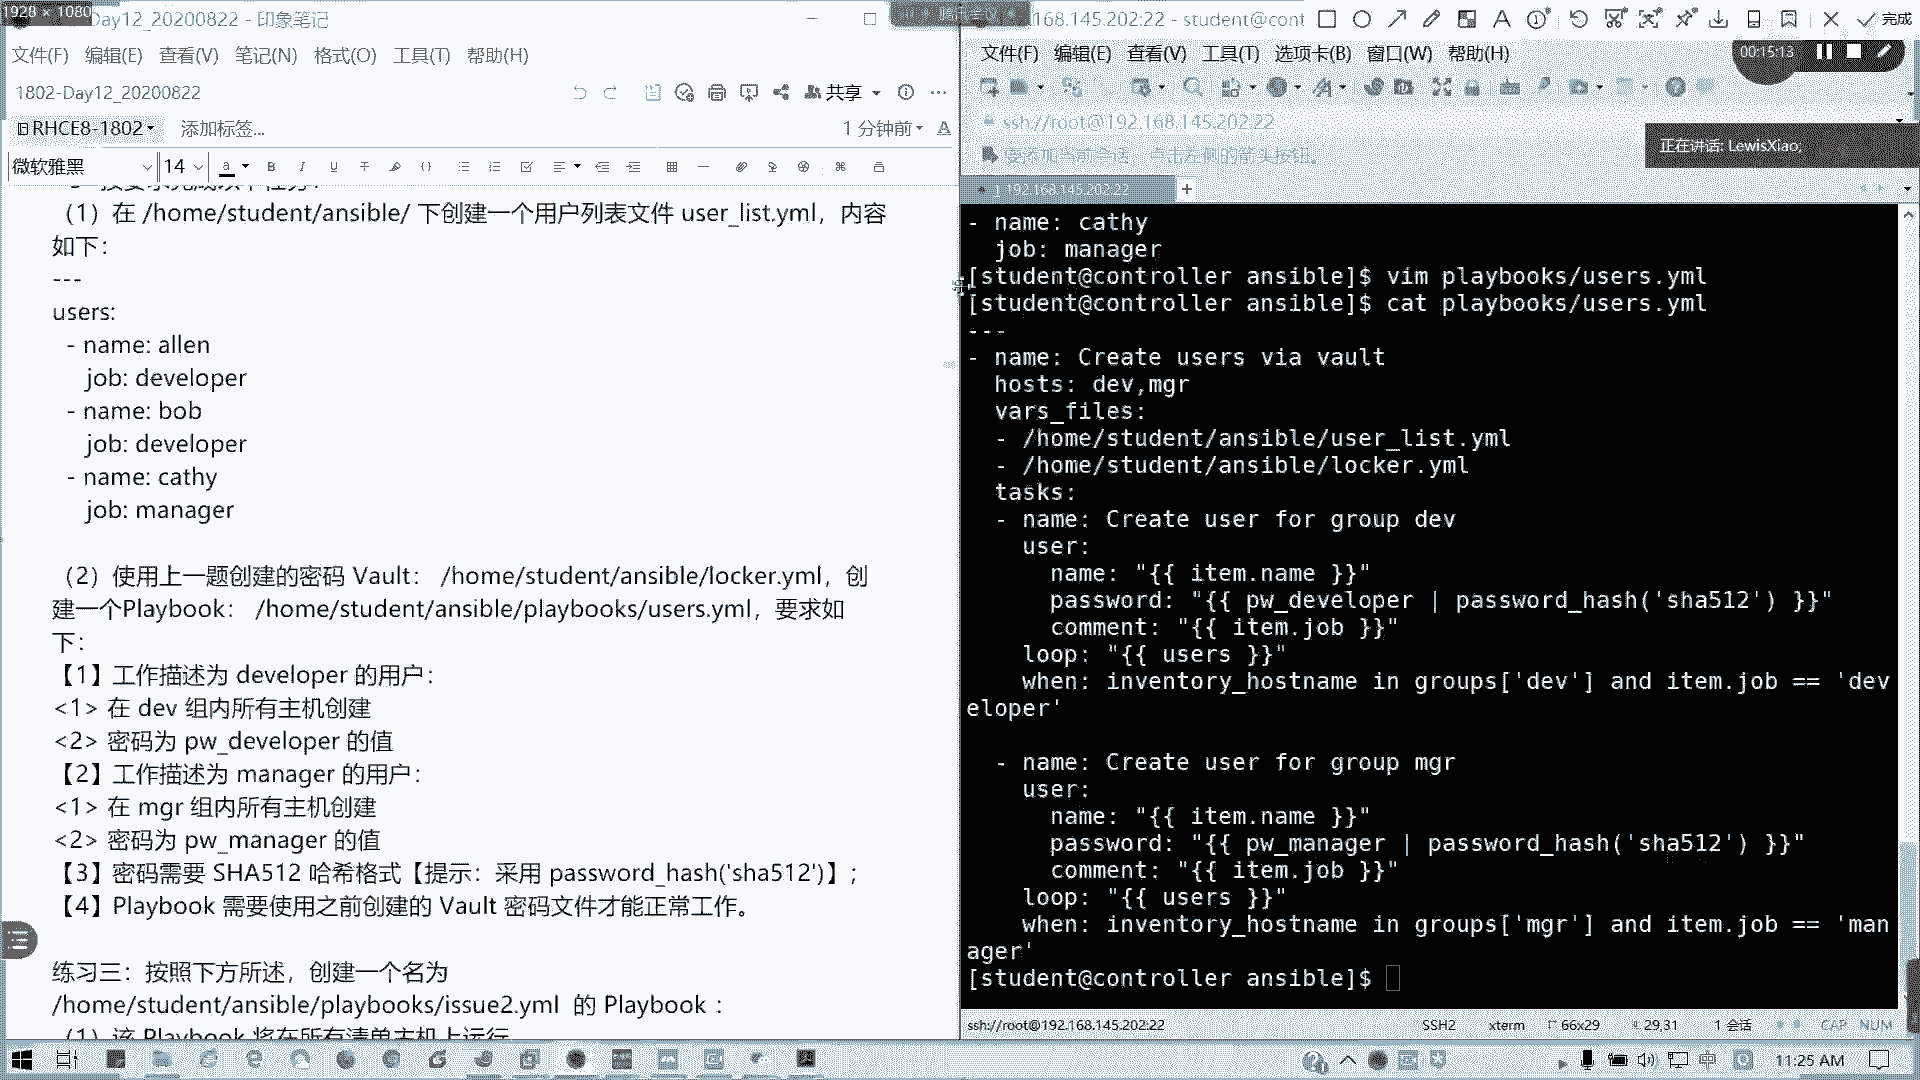 1928 × 1080
Day12_20200822 - 印象笔记
文件(F) 编辑(E) 查看(V) 笔记(N) 格式(O) 工具(T) 帮助(H)
1802-Day12_20200822
共享
RHCE8-1802
添加标签...
1 分钟前
微软雅黑
14
（1）在 /home/student/ansible/ 下创建一个用户列表文件 user_list.yml，内容
如下：
---
users:
- name: allen
job: developer
- name: bob
job: developer
- name: cathy
job: manager
（2）使用上一题创建的密码 Vault： /home/student/ansible/locker.yml，创
建一个Playbook： /home/student/ansible/playbooks/users.yml，要求如
下：
【1】工作描述为 developer 的用户：
<1> 在 dev 组内所有主机创建
<2> 密码为 pw_developer 的值
【2】工作描述为 manager 的用户：
<1> 在 mgr 组内所有主机创建
<2> 密码为 pw_manager 的值
【3】密码需要 SHA512 哈希格式【提示：采用 password_hash('sha512')】；
【4】Playbook 需要使用之前创建的 Vault 密码文件才能正常工作。
练习三：按照下方所述，创建一个名为
/home/student/ansible/playbooks/issue2.yml 的 Playbook：
（1）该 Playbook 将在所有清单主机上运行
168.145.202:22 - student@cont
完成
文件(F) 编辑(E) 查看(V) 工具(T) 选项卡(B) 窗口(W) 帮助(H)
00:15:13
ssh://root@192.168.145.202:22
要添加当前会话，点击左侧的箭头按钮。
正在讲话: LewisXiao;
1 192.168.145.202:22
- name: cathy
job: manager
[student@controller ansible]$ vim playbooks/users.yml
[student@controller ansible]$ cat playbooks/users.yml
---
- name: Create users via vault
hosts: dev,mgr
vars_files:
- /home/student/ansible/user_list.yml
- /home/student/ansible/locker.yml
tasks:
- name: Create user for group dev
user:
name: "{{ item.name }}"
password: "{{ pw_developer | password_hash('sha512') }}"
comment: "{{ item.job }}"
loop: "{{ users }}"
when: inventory_hostname in groups['dev'] and item.job == 'dev
eloper'
- name: Create user for group mgr
user:
name: "{{ item.name }}"
password: "{{ pw_manager | password_hash('sha512') }}"
comment: "{{ item.job }}"
loop: "{{ users }}"
when: inventory_hostname in groups['mgr'] and item.job == 'man
ager'
[student@controller ansible]$
ssh://root@192.168.145.202:22
SSH2
xterm
66x29
29,31
1 会话
CAP NUM
中
11:25 AM